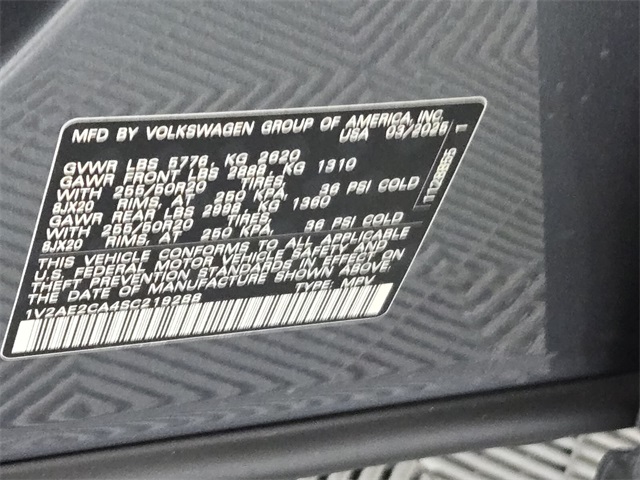 MFD BY VOLKSWAGEN GROUP OF AMERICA, INC.
USA 03/2025
GVWR LBS 5776, KG 2620
GAWR FRONT LBS 2888, KG 1310
WITH 255/50R20 TIRES, 36 PSI COLD
8JX20 RIMS, AT 250 KPA,
GAWR REAR LBS 2998, KG 1360
WITH 255/50R20 TIRES, 36 PSI COLD
8JX20 RIMS, AT 250 KPA,
THIS VEHICLE CONFORMS TO ALL APPLICABLE
U.S. FEDERAL MOTOR VEHICLE SAFETY AND
THEFT PREVENTION STANDARDS IN EFFECT ON
THE DATE OF MANUFACTURE SHOWN ABOVE.
1V2AE2CA4SC218288 TYPE: MPV